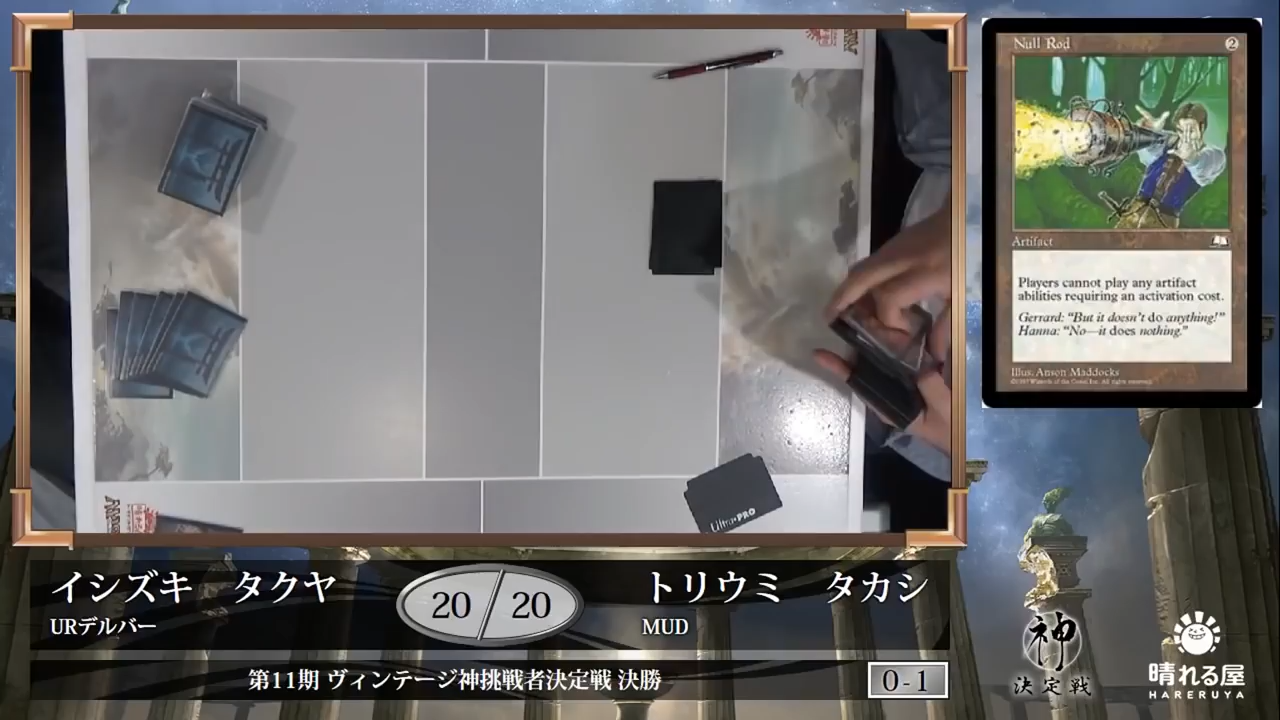 Null Rod
2
Artifact
Players cannot play any artifact
abilities requiring an activation cost.
Gerrard: “But it doesn't do anything!”
Hanna: “No—it does nothing.”
Illus. Anson Maddocks
Ultra•PRO
イシズキ　タクヤ
20 / 20
トリウミ　タカシ
URデルバー
MUD
第11期 ヴィンテージ神挑戦者決定戦 決勝
0-1
神
決定戦
晴れる屋
HARERUYA